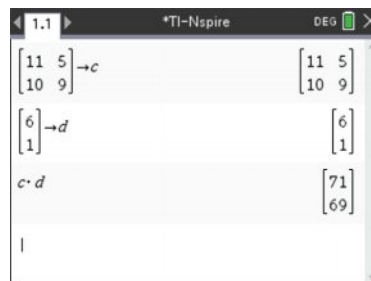 1.1 *TI-Nspire DEG
[11 5
10 9]→c [11 5
10 9]
[6
1]→d [6
1]
c·d [71
69]